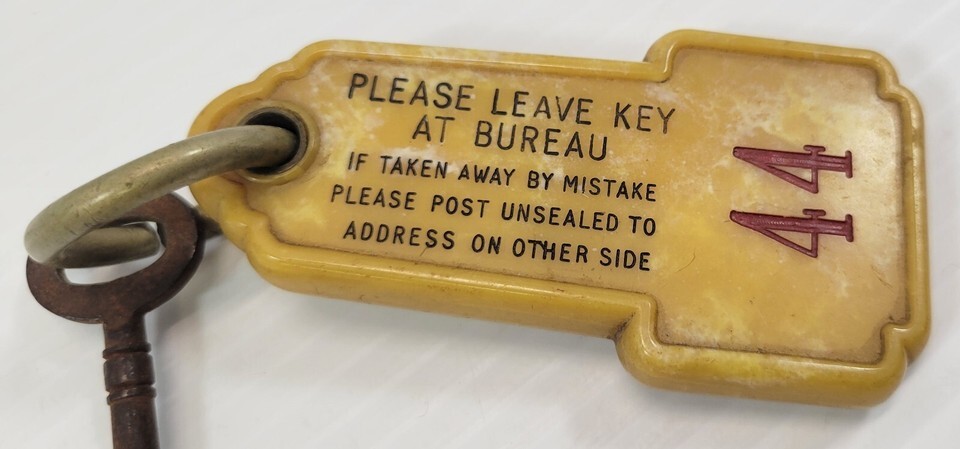 PLEASE LEAVE KEY
AT BUREAU
IF TAKEN AWAY BY MISTAKE
PLEASE POST UNSEALED TO
ADDRESS ON OTHER SIDE
44